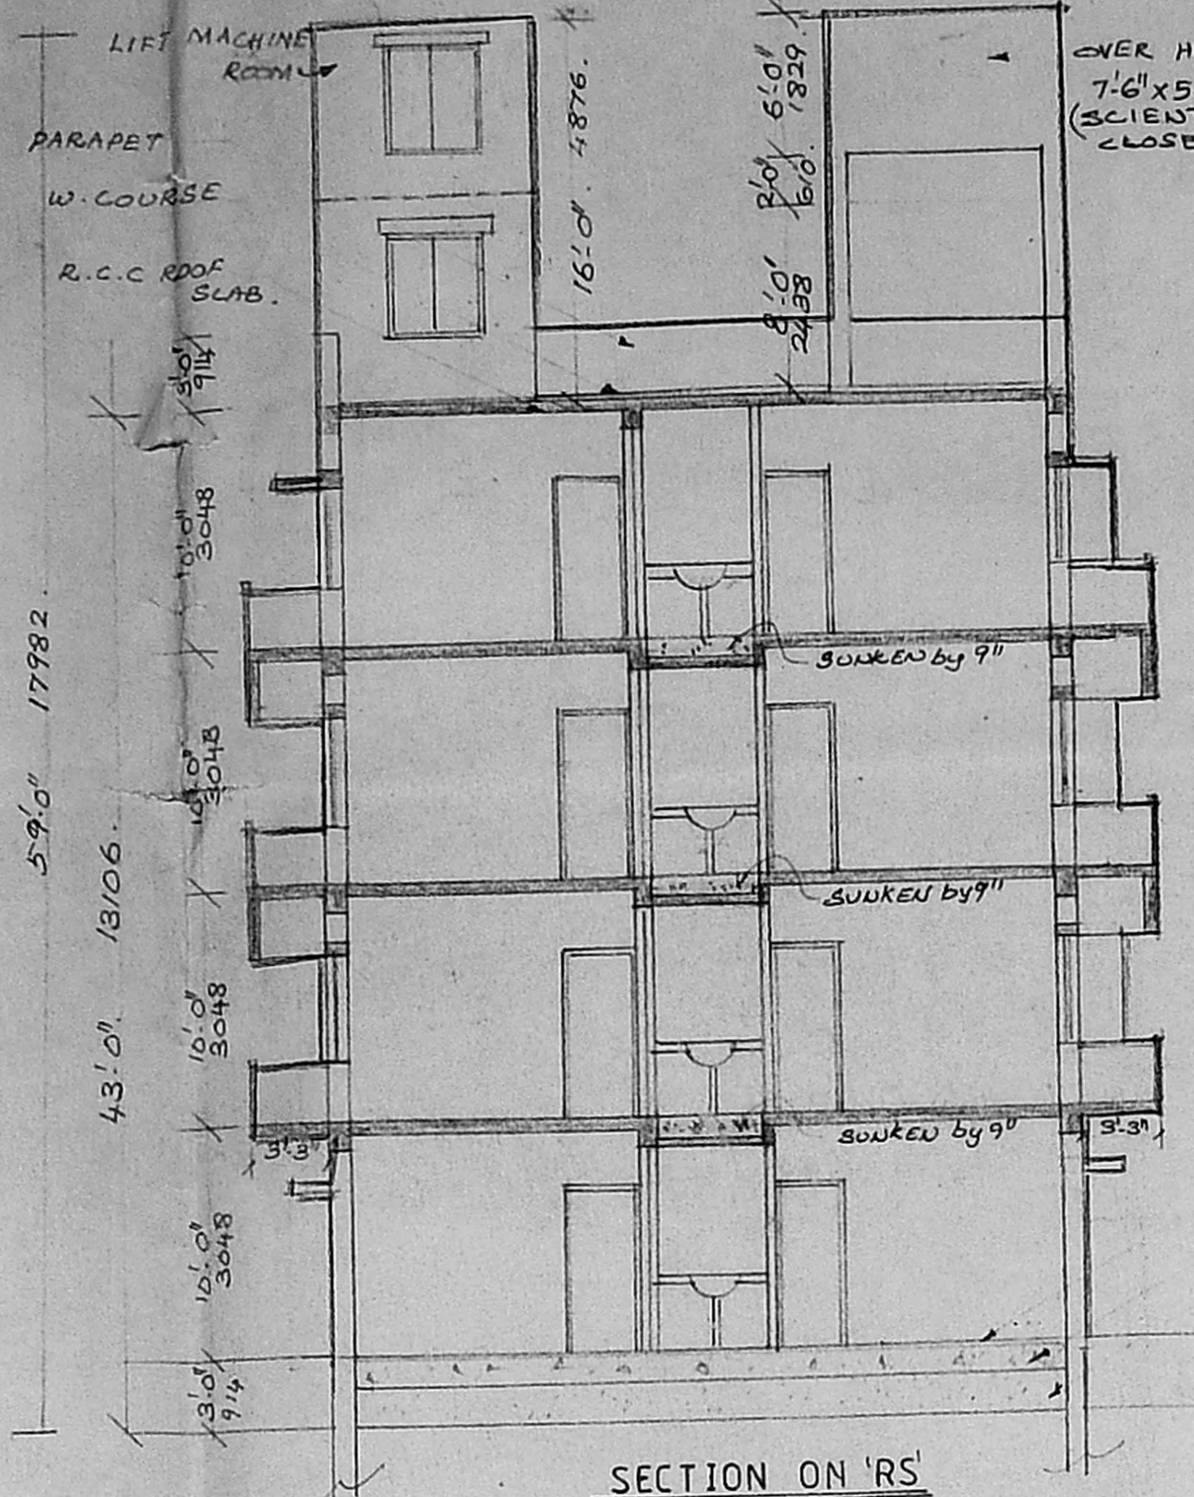 LIFT MACHINE
ROOM
PARAPET
W. COURSE
R.C.C ROOF
SLAB.
OVER H
7'-6" x 5
(SCIENT
CLOSE
16'-0". 4876.
6'-0"
1829.
2'-0"
610.
8'-0"
2438
3'-0"
914
10'-0"
3048
10'-0"
3048
10'-0"
3048
10'-0"
3048
3'-0"
914
59'-0" 17982.
43'-0". 13106.
SUNKEN by 9"
SUNKEN by 9"
SUNKEN by 9"
3'-3"
3'-3"
SECTION ON 'RS'